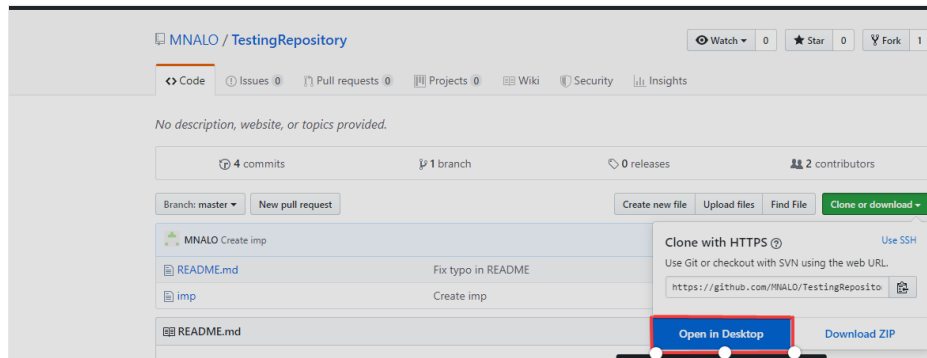 MNALO / TestingRepository
Watch 0 Star 0 Fork 1
Code Issues 0 Pull requests 0 Projects 0 Wiki Security Insights
No description, website, or topics provided.
4 commits 1 branch 0 releases 2 contributors
Branch: master New pull request Create new file Upload files Find File Clone or download
MNALO Create imp
Clone with HTTPS Use SSH
Use Git or checkout with SVN using the web URL.
README.md Fix typo in README
https://github.com/MNALO/TestingReposito
imp Create imp
README.md
Open in Desktop Download ZIP